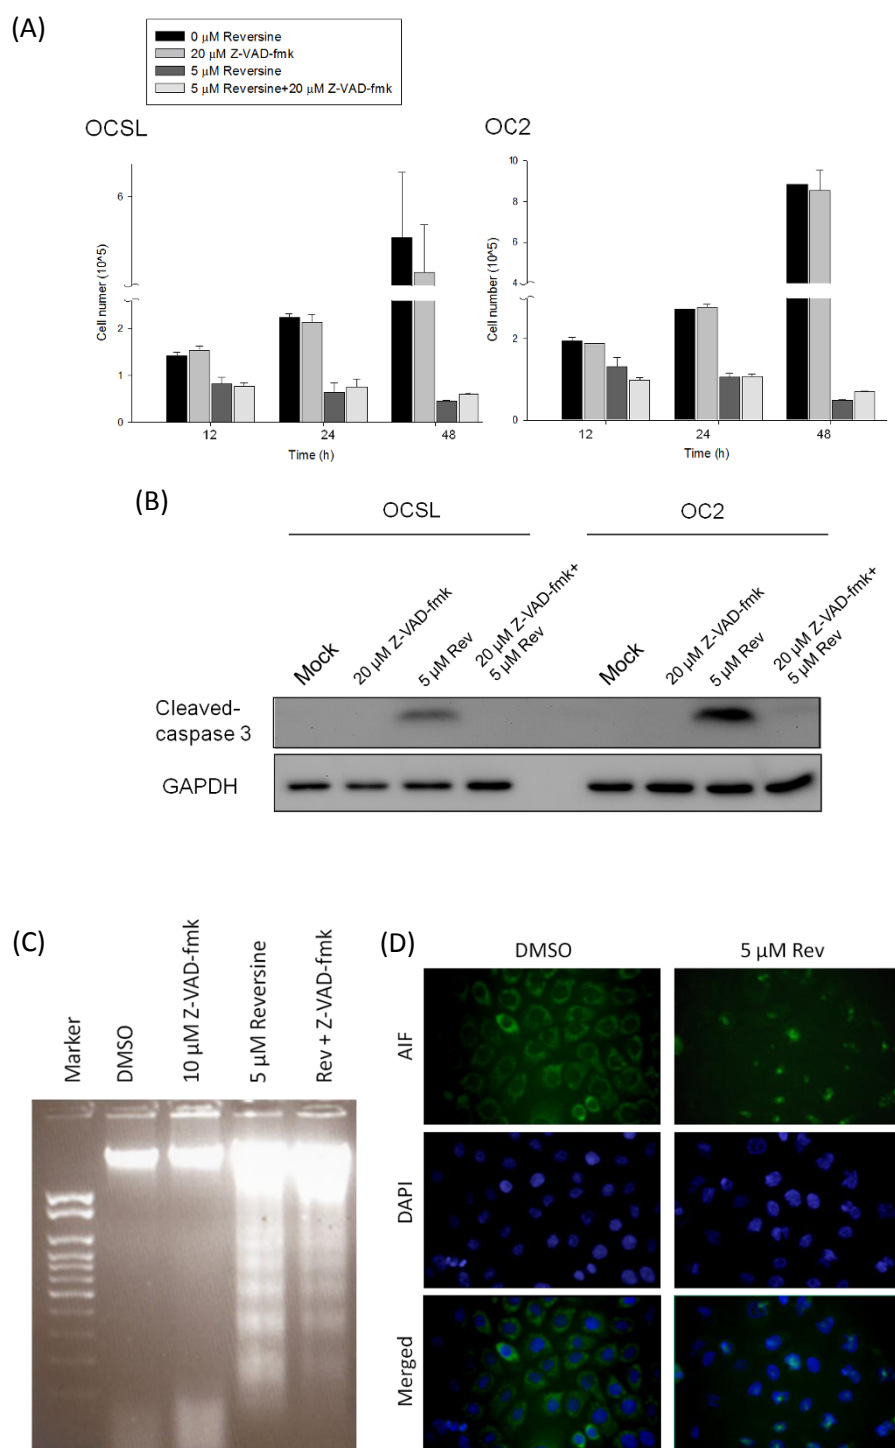 (A)
0 μM Reversine
20 μM Z-VAD-fmk
5 μM Reversine
5 μM Reversine+20 μM Z-VAD-fmk
OCSL
OC2
Cell numer (10^5)
6
2
1
0
12
24
48
Time (h)
Cell number (10^5)
10
8
6
4
2
0
12
24
48
Time (h)
(B)
OCSL
OC2
Mock
20 μM Z-VAD-fmk
5 μM Rev
20 μM Z-VAD-fmk+
5 μM Rev
Mock
20 μM Z-VAD-fmk
5 μM Rev
20 μM Z-VAD-fmk+
5 μM Rev
Cleaved-
caspase 3
GAPDH
(C)
Marker
DMSO
10 μM Z-VAD-fmk
5 μM Reversine
Rev + Z-VAD-fmk
(D)
DMSO
5 μM Rev
AIF
DAPI
Merged